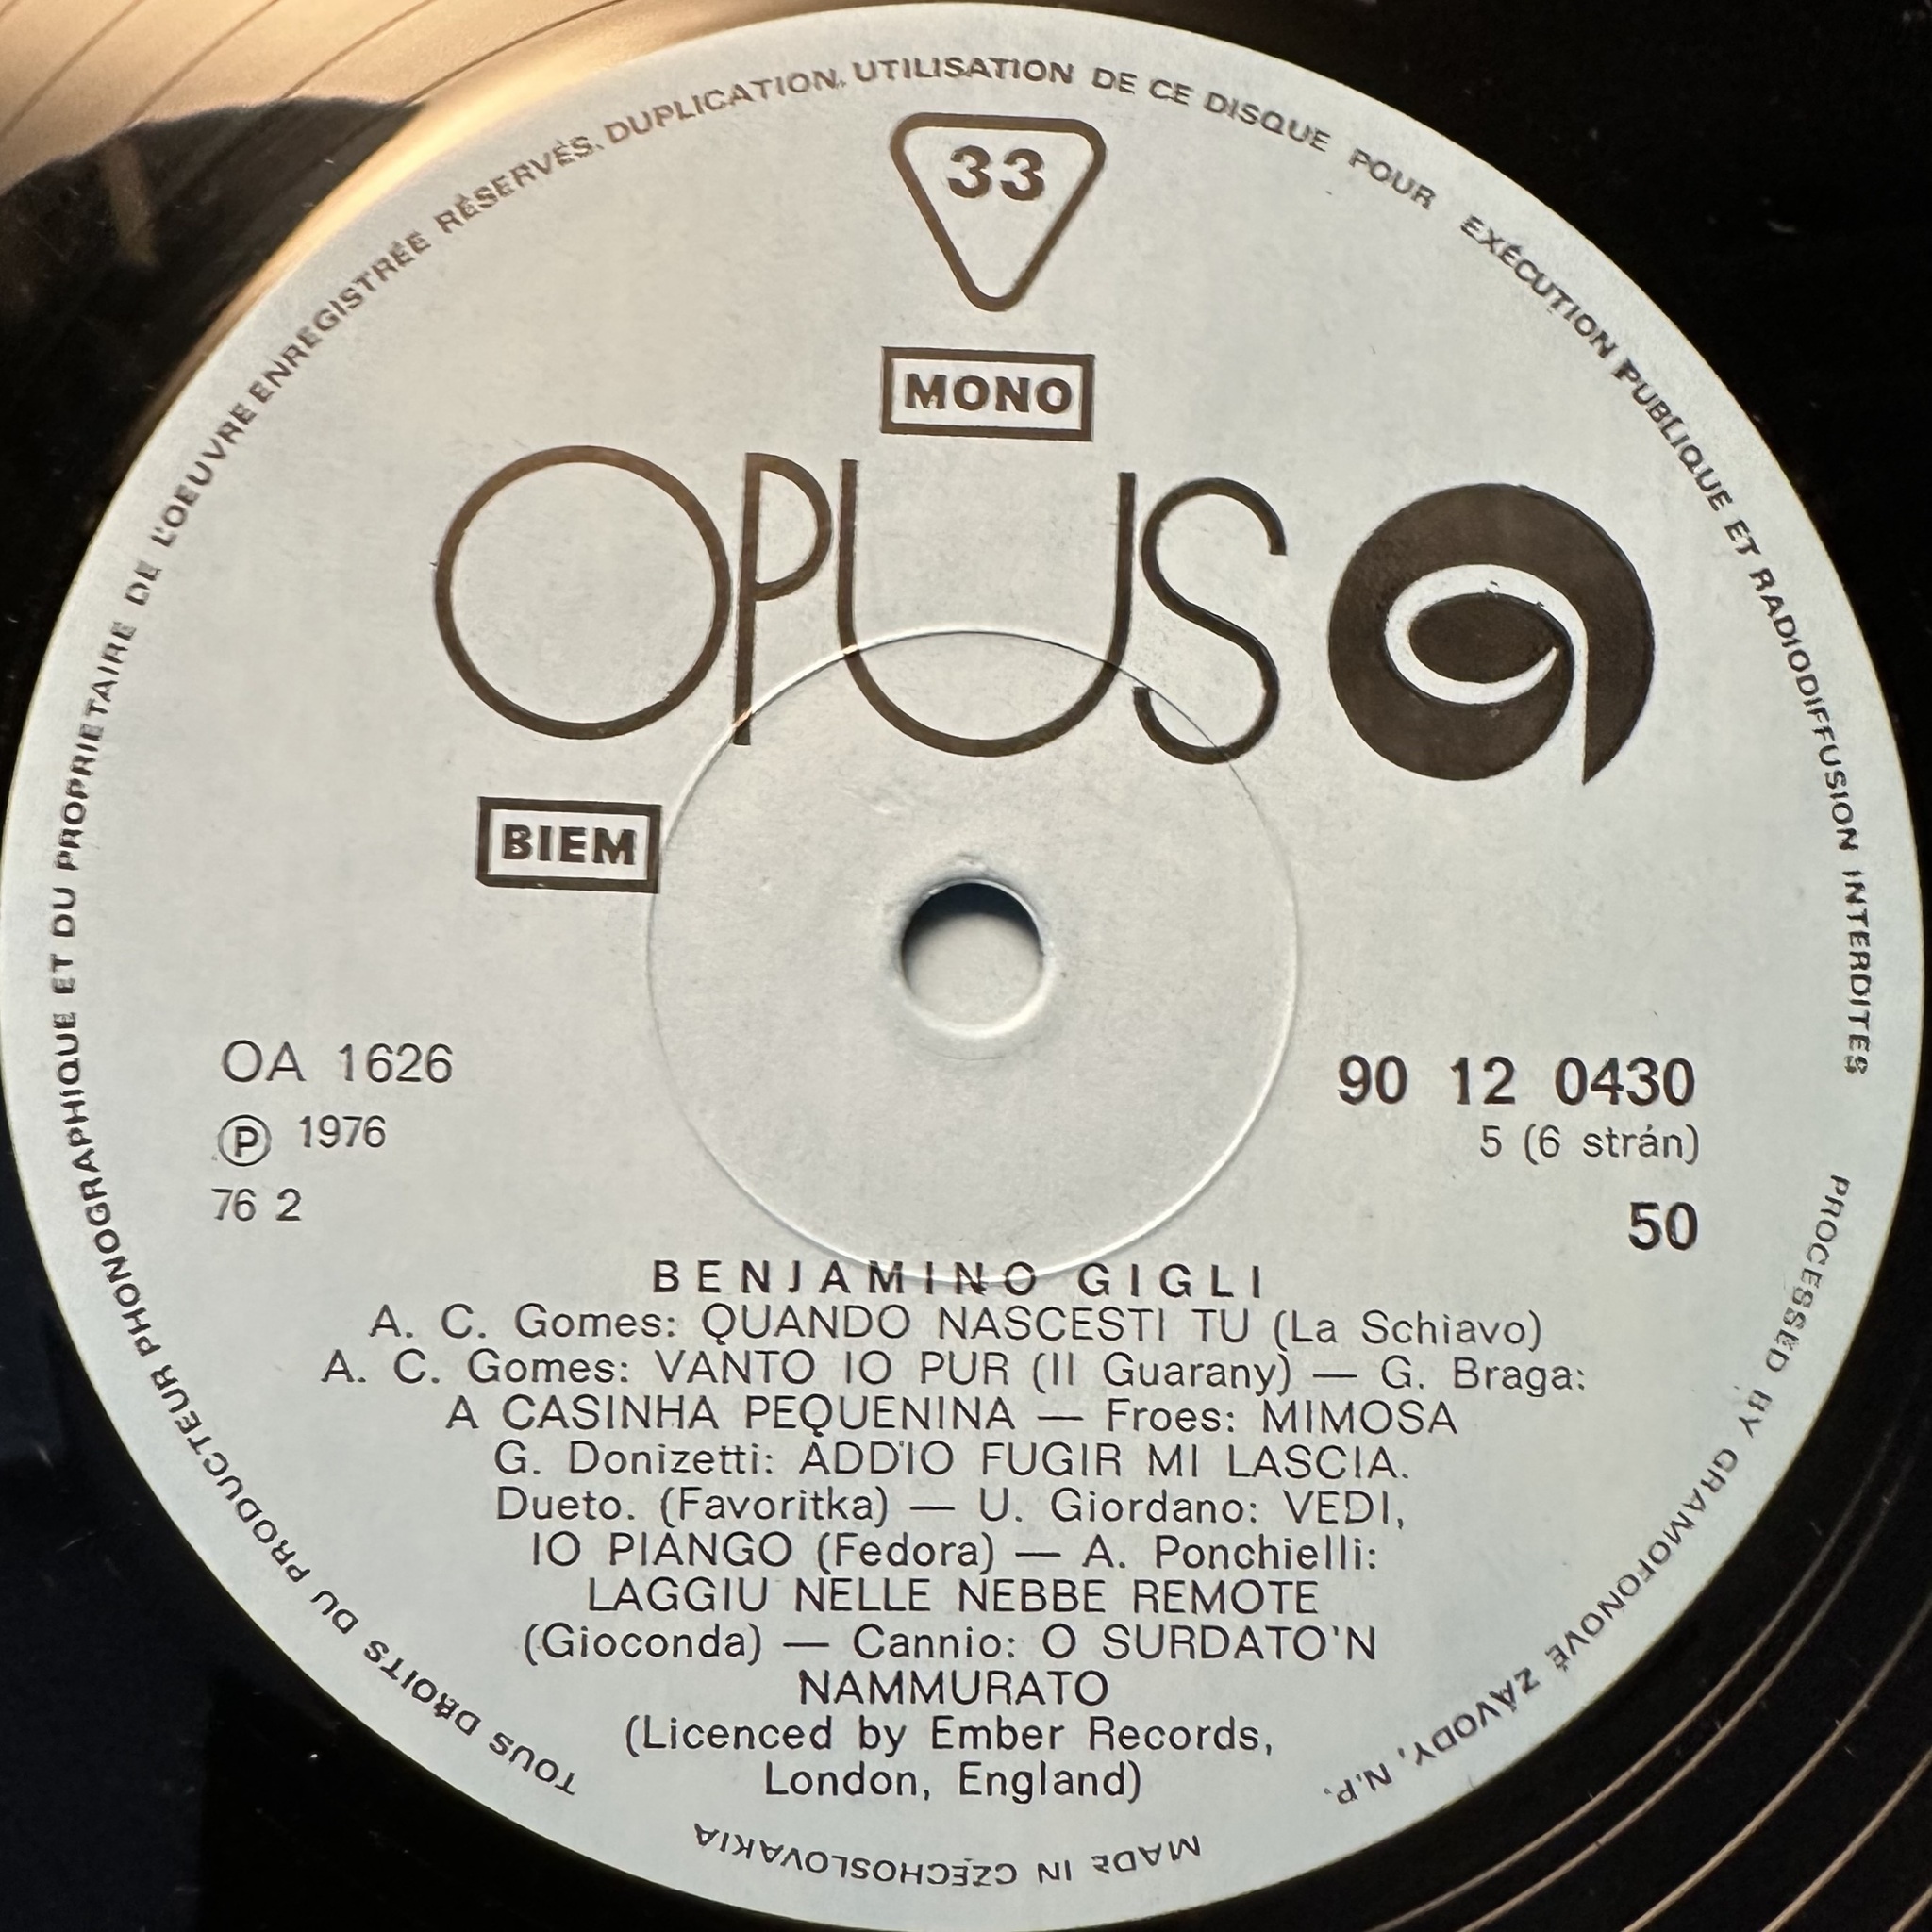 TOUS DROITS DU PRODUCTEUR PHONOGRAPHIQUE ET DU PROPRIETAIRE DE L'OEUVRE ENREGISTRÉE RÉSERVÉS. DUPLICATION, UTILISATION DE CE DISQUE POUR EXÉCUTION PUBLIQUE ET RADIODIFFUSION INTERDITES
33
MONO
OPUS
BIEM
OA 1626
Ⓟ 1976
76 2
90 12 0430
5 (6 strán)
50
BENJAMINO GIGLI
A. C. Gomes: QUANDO NASCESTI TU (La Schiavo)
A. C. Gomes: VANTO IO PUR (Il Guarany) — G. Braga:
A CASINHA PEQUENINA — Froes: MIMOSA
G. Donizetti: ADD'IO FUGIR MI LASCIA.
Dueto. (Favoritka) — U. Giordano: VEDI,
IO PIANGO (Fedora) — A. Ponchielli:
LAGGIU NELLE NEBBE REMOTE
(Gioconda) — Cannio: O SURDATO'N
NAMMURATO
(Licenced by Ember Records,
London, England)
PROCESSED BY GRAMOFONOVÉ ZÁVODY, N.P.
MADE IN CZECHOSLOVAKIA